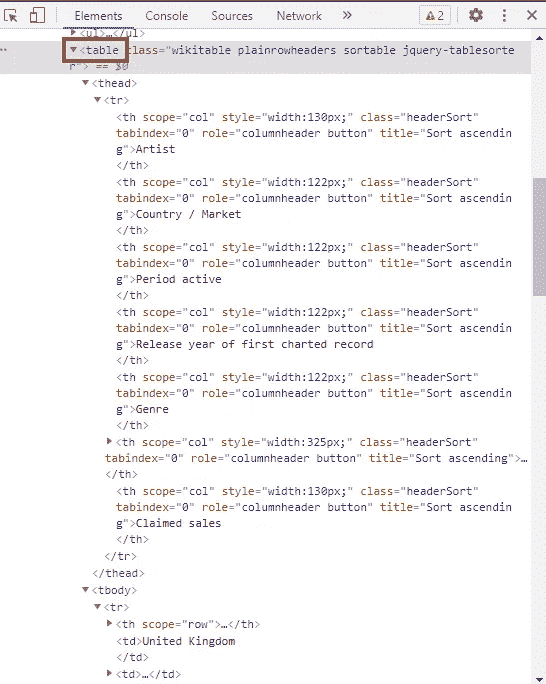 Elements Console Sources Network » 2
<ul>…</ul>
<table class="wikitable plainrowheaders sortable jquery-tablesorte
r"> == $0
<thead>
<tr>
<th scope="col" style="width:130px;" class="headerSort"
tabindex="0" role="columnheader button" title="Sort ascendin
g">Artist
</th>
<th scope="col" style="width:122px;" class="headerSort"
tabindex="0" role="columnheader button" title="Sort ascendin
g">Country / Market
</th>
<th scope="col" style="width:122px;" class="headerSort"
tabindex="0" role="columnheader button" title="Sort ascendin
g">Period active
</th>
<th scope="col" style="width:122px;" class="headerSort"
tabindex="0" role="columnheader button" title="Sort ascendin
g">Release year of first charted record
</th>
<th scope="col" style="width:122px;" class="headerSort"
tabindex="0" role="columnheader button" title="Sort ascendin
g">Genre
</th>
<th scope="col" style="width:325px;" class="headerSort"
tabindex="0" role="columnheader button" title="Sort ascending">…
</th>
<th scope="col" style="width:130px;" class="headerSort"
tabindex="0" role="columnheader button" title="Sort ascendin
g">Claimed sales
</th>
</tr>
</thead>
<tbody>
<tr>
<th scope="row">…</th>
<td>United Kingdom
</td>
<td>…</td>